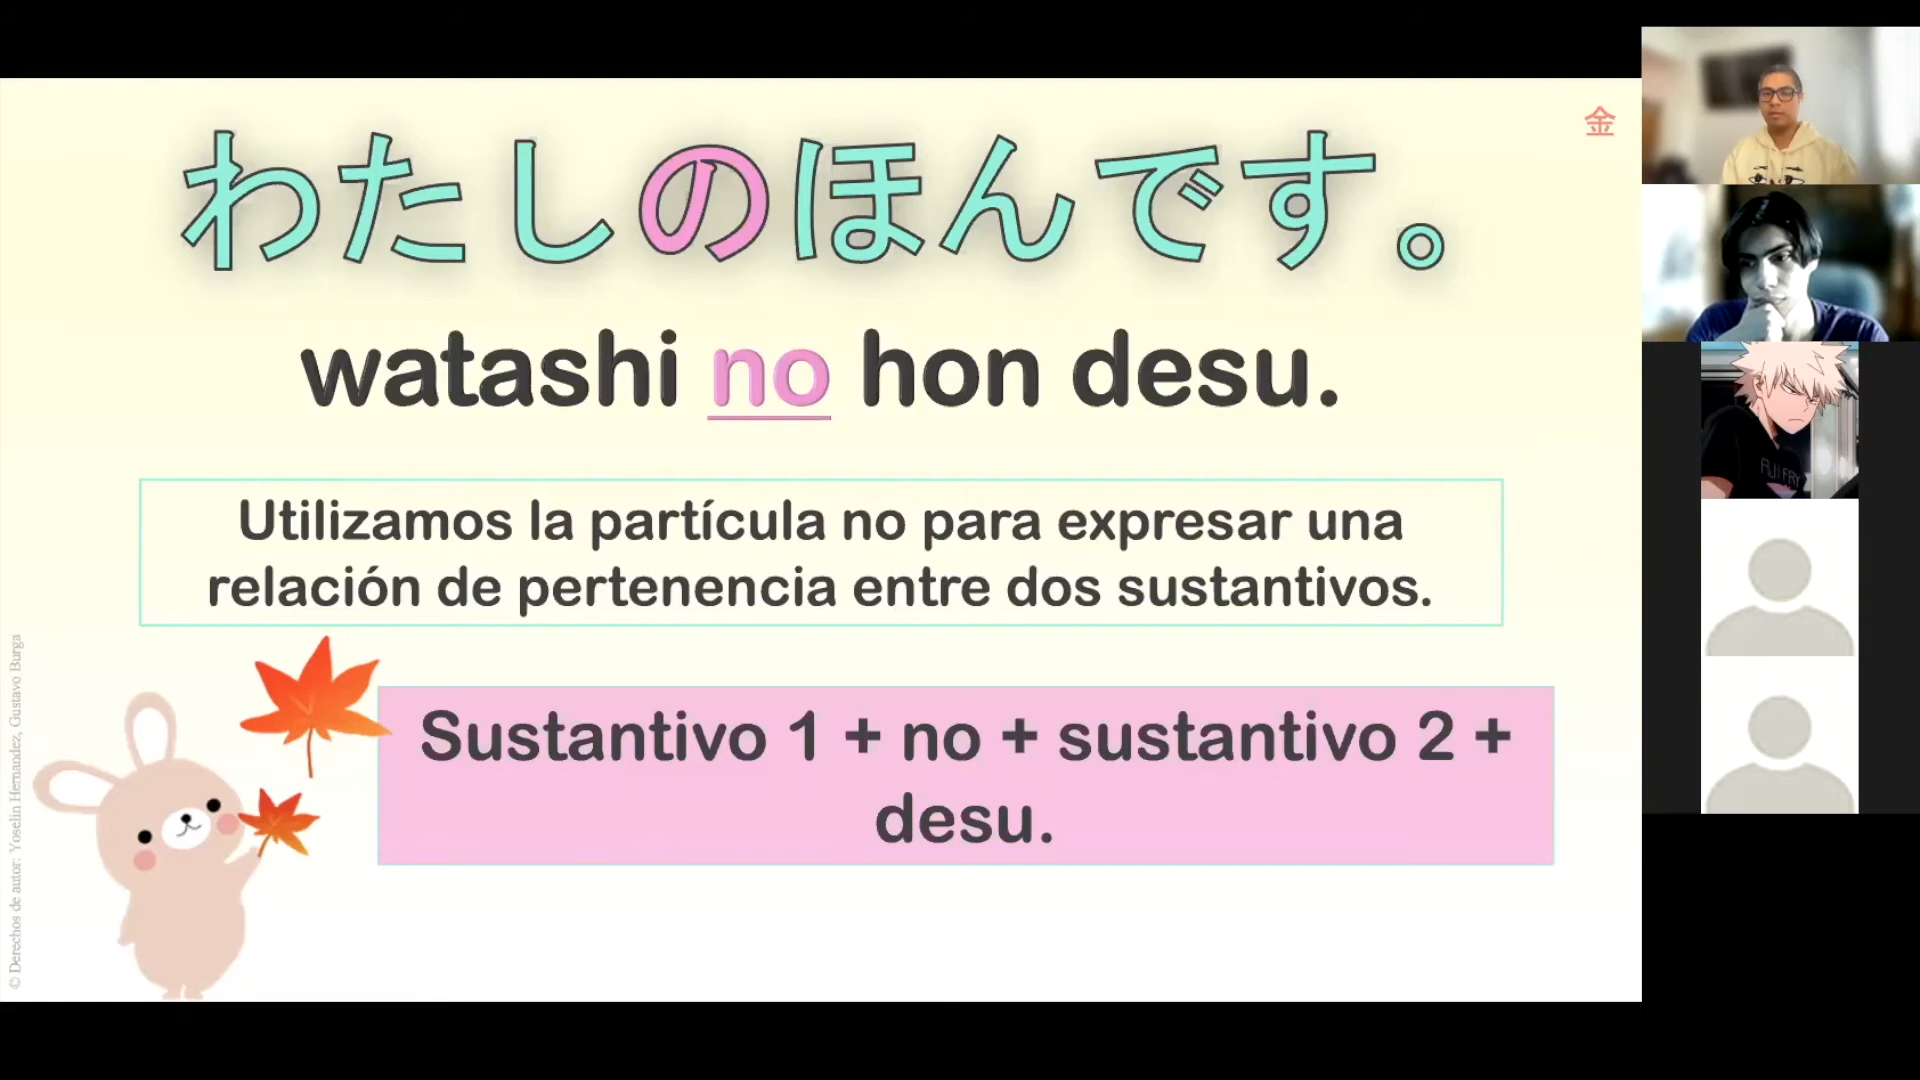 金
わたしのほんです。
watashi no hon desu.
Utilizamos la partícula no para expresar una
relación de pertenencia entre dos sustantivos.
Sustantivo 1 + no + sustantivo 2 +
desu.
© Derechos de autor: Yoselin Hernandez, Gustavo Burga